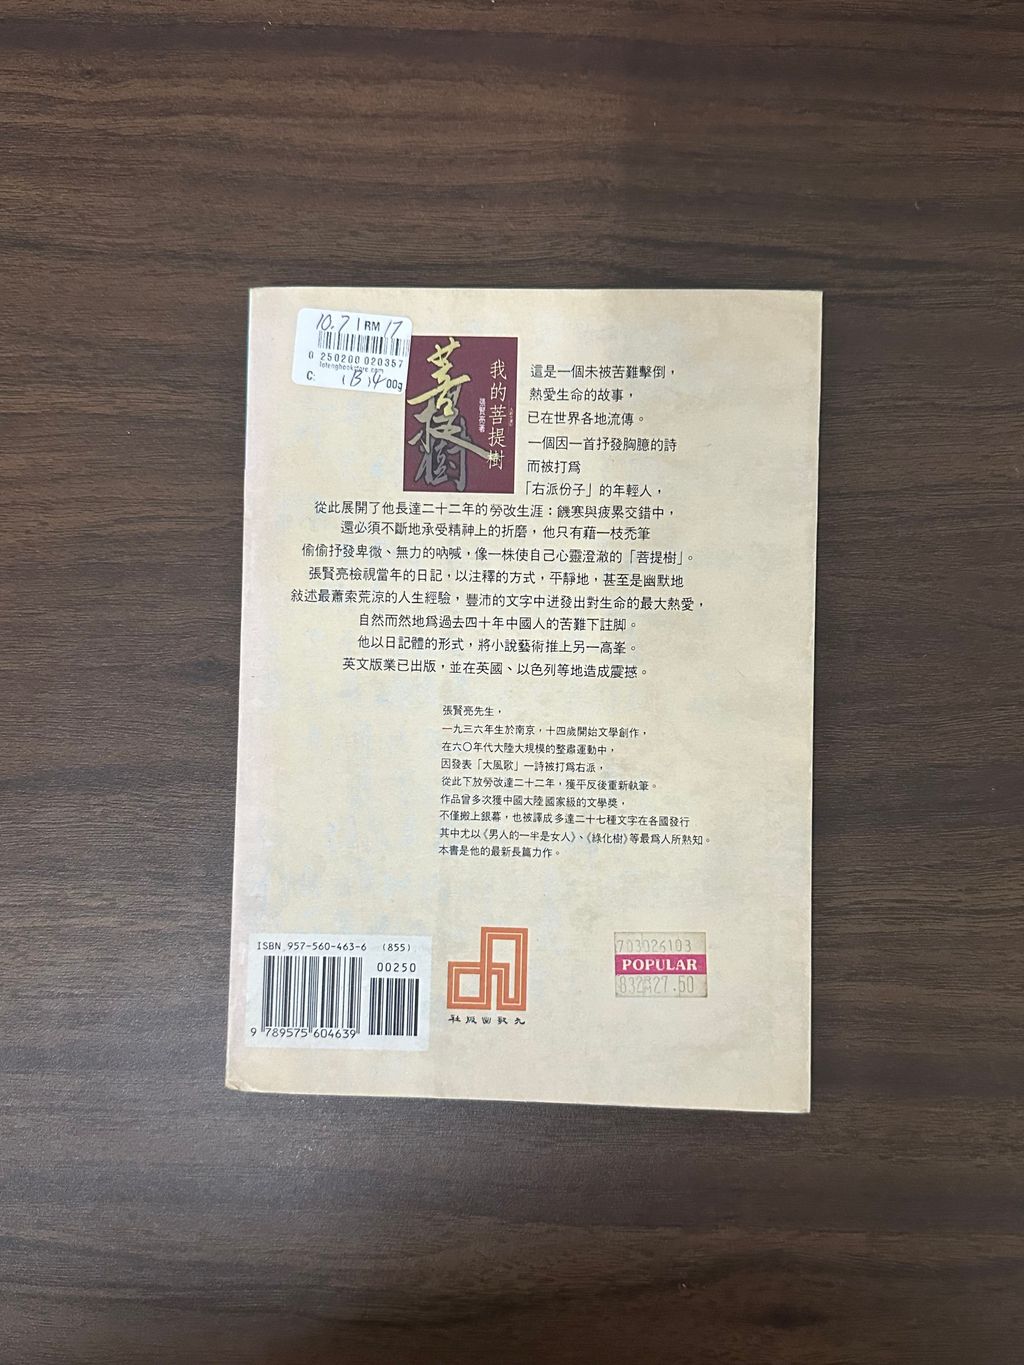 10.7 | RM 17
0 250200 020357
C: (B) 4 00g
菩提樹
我的菩提樹
張賢亮著
這是一個未被苦難擊倒，
熱愛生命的故事，
已在世界各地流傳。
一個因一首抒發胸臆的詩
而被打爲
「右派份子」的年輕人，
從此展開了他長達二十二年的勞改生涯：饑寒與疲累交錯中，
還必須不斷地承受精神上的折磨，他只有藉一枝禿筆
偷偷抒發卑微、無力的吶喊，像一株使自己心靈澄澈的「菩提樹」。
張賢亮檢視當年的日記，以注釋的方式，平靜地，甚至是幽默地
敍述最蕭索荒涼的人生經驗，豐沛的文字中迸發出對生命的最大熱愛，
自然而然地爲過去四十年中國人的苦難下註脚。
他以日記體的形式，將小說藝術推上另一高峯。
英文版業已出版，並在英國、以色列等地造成震撼。
張賢亮先生，
一九三六年生於南京，十四歲開始文學創作，
在六〇年代大陸大規模的整肅運動中，
因發表「大風歌」一詩被打爲右派，
從此下放勞改達二十二年，獲平反後重新執筆。
作品曾多次獲中國大陸國家級的文學獎，
不僅搬上銀幕，也被譯成多達二十七種文字在各國發行
其中尤以《男人的一半是女人》、《綠化樹》等最爲人所熟知。
本書是他的最新長篇力作。
ISBN 957-560-463-6 (855)
00250
9 789575 604639
社版出歌九
703026103
POPULAR
27.50